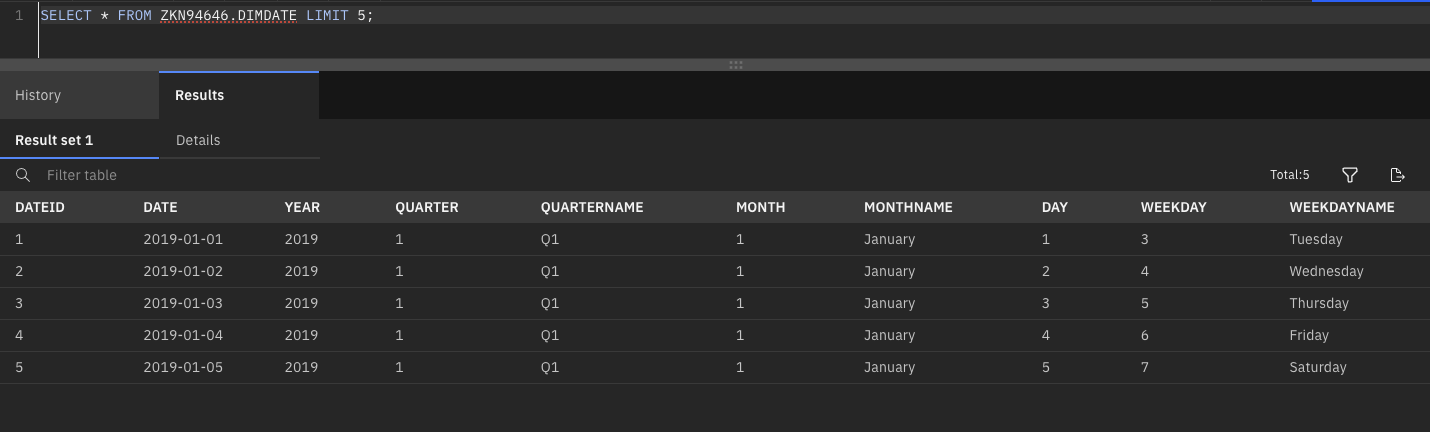 1 SELECT * FROM ZKN94646.DIMDATE LIMIT 5;
History Results
Result set 1 Details
Filter table Total:5
DATEID DATE YEAR QUARTER QUARTERNAME MONTH MONTHNAME DAY WEEKDAY WEEKDAYNAME
1 2019-01-01 2019 1 Q1 1 January 1 3 Tuesday
2 2019-01-02 2019 1 Q1 1 January 2 4 Wednesday
3 2019-01-03 2019 1 Q1 1 January 3 5 Thursday
4 2019-01-04 2019 1 Q1 1 January 4 6 Friday
5 2019-01-05 2019 1 Q1 1 January 5 7 Saturday